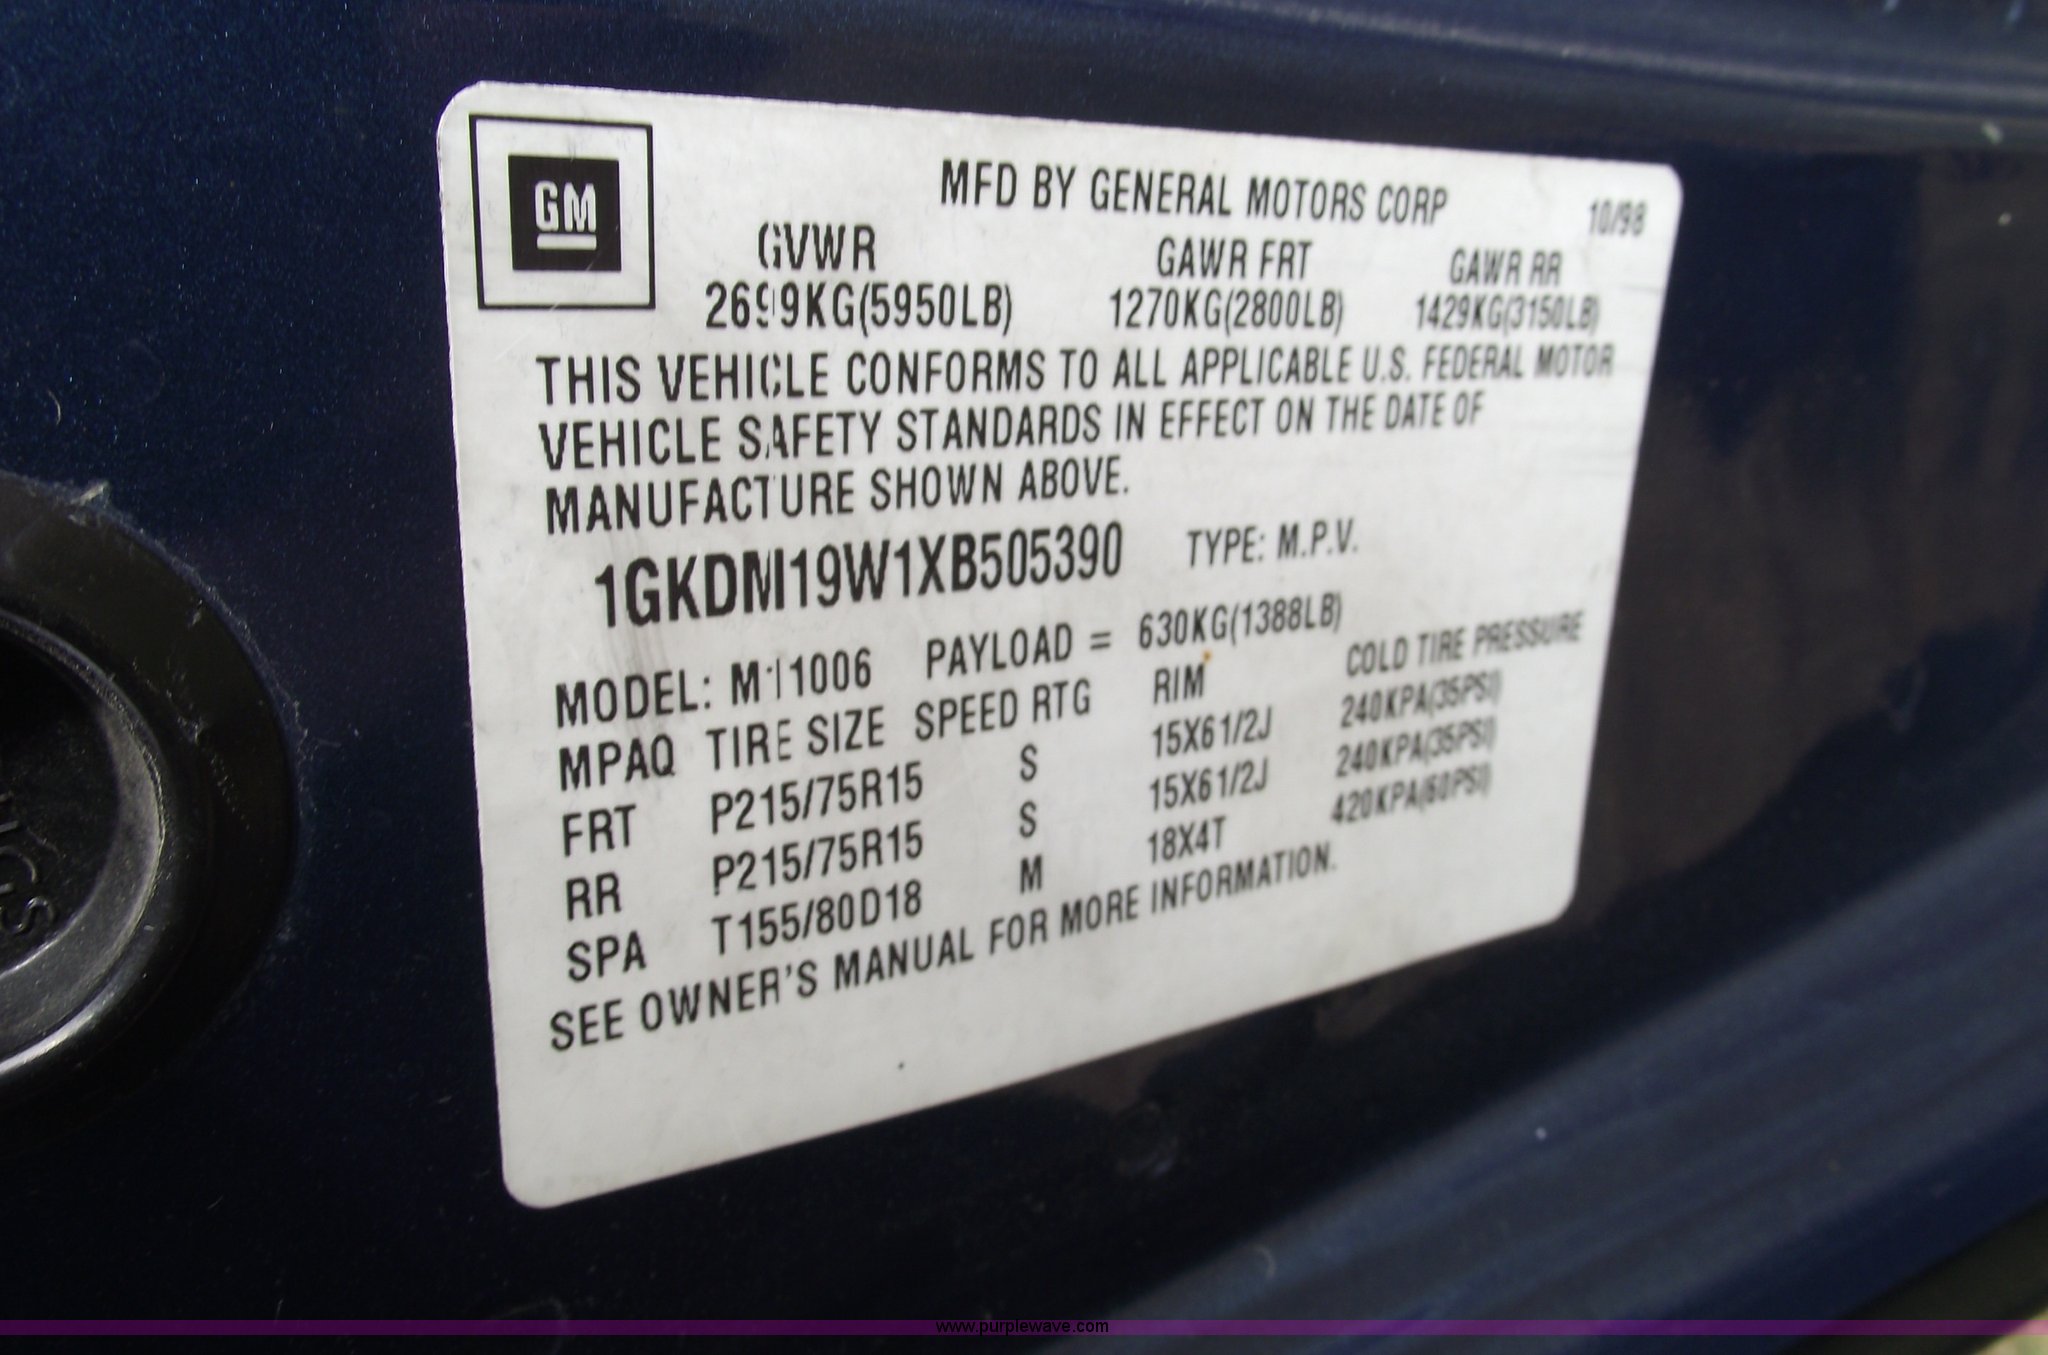 GM
MFD BY GENERAL MOTORS CORP 10/98
GVWR GAWR FRT GAWR RR
2699KG(5950LB) 1270KG(2800LB) 1429KG(3150LB)
THIS VEHICLE CONFORMS TO ALL APPLICABLE U.S. FEDERAL MOTOR
VEHICLE SAFETY STANDARDS IN EFFECT ON THE DATE OF
MANUFACTURE SHOWN ABOVE.
1GKDM19W1XB505390 TYPE: M.P.V.
MODEL: M11006 PAYLOAD = 630KG(1388LB)
MPAQ TIRE SIZE SPEED RTG RIM COLD TIRE PRESSURE
FRT P215/75R15 S 15X61/2J 240KPA(35PSI)
RR P215/75R15 S 15X61/2J 240KPA(35PSI)
SPA T155/80D18 M 18X4T 420KPA(60PSI)
SEE OWNER'S MANUAL FOR MORE INFORMATION.
www.purplewave.com